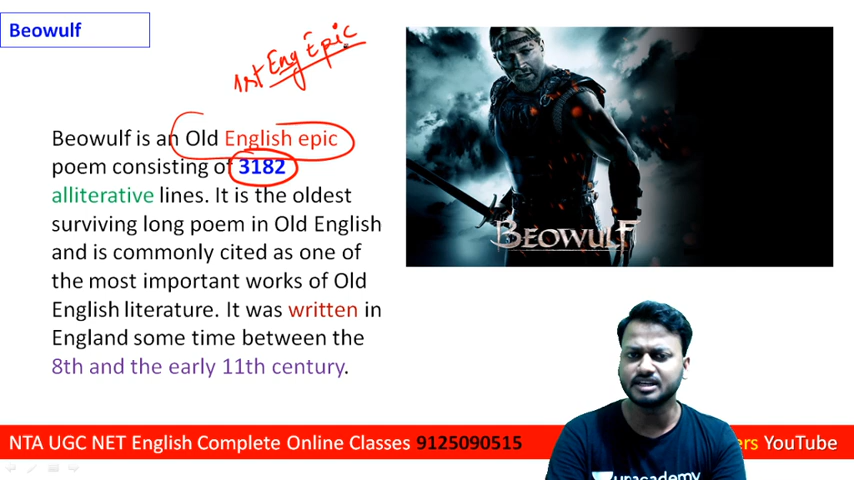 Beowulf
1st Eng Epic
Beowulf is an Old English epic
poem consisting of 3182
alliterative lines. It is the oldest
surviving long poem in Old English
and is commonly cited as one of
the most important works of Old
English literature. It was written in
England some time between the
8th and the early 11th century.
BEOWULF
NTA UGC NET English Complete Online Classes 9125090515
ers YouTube
unacademy